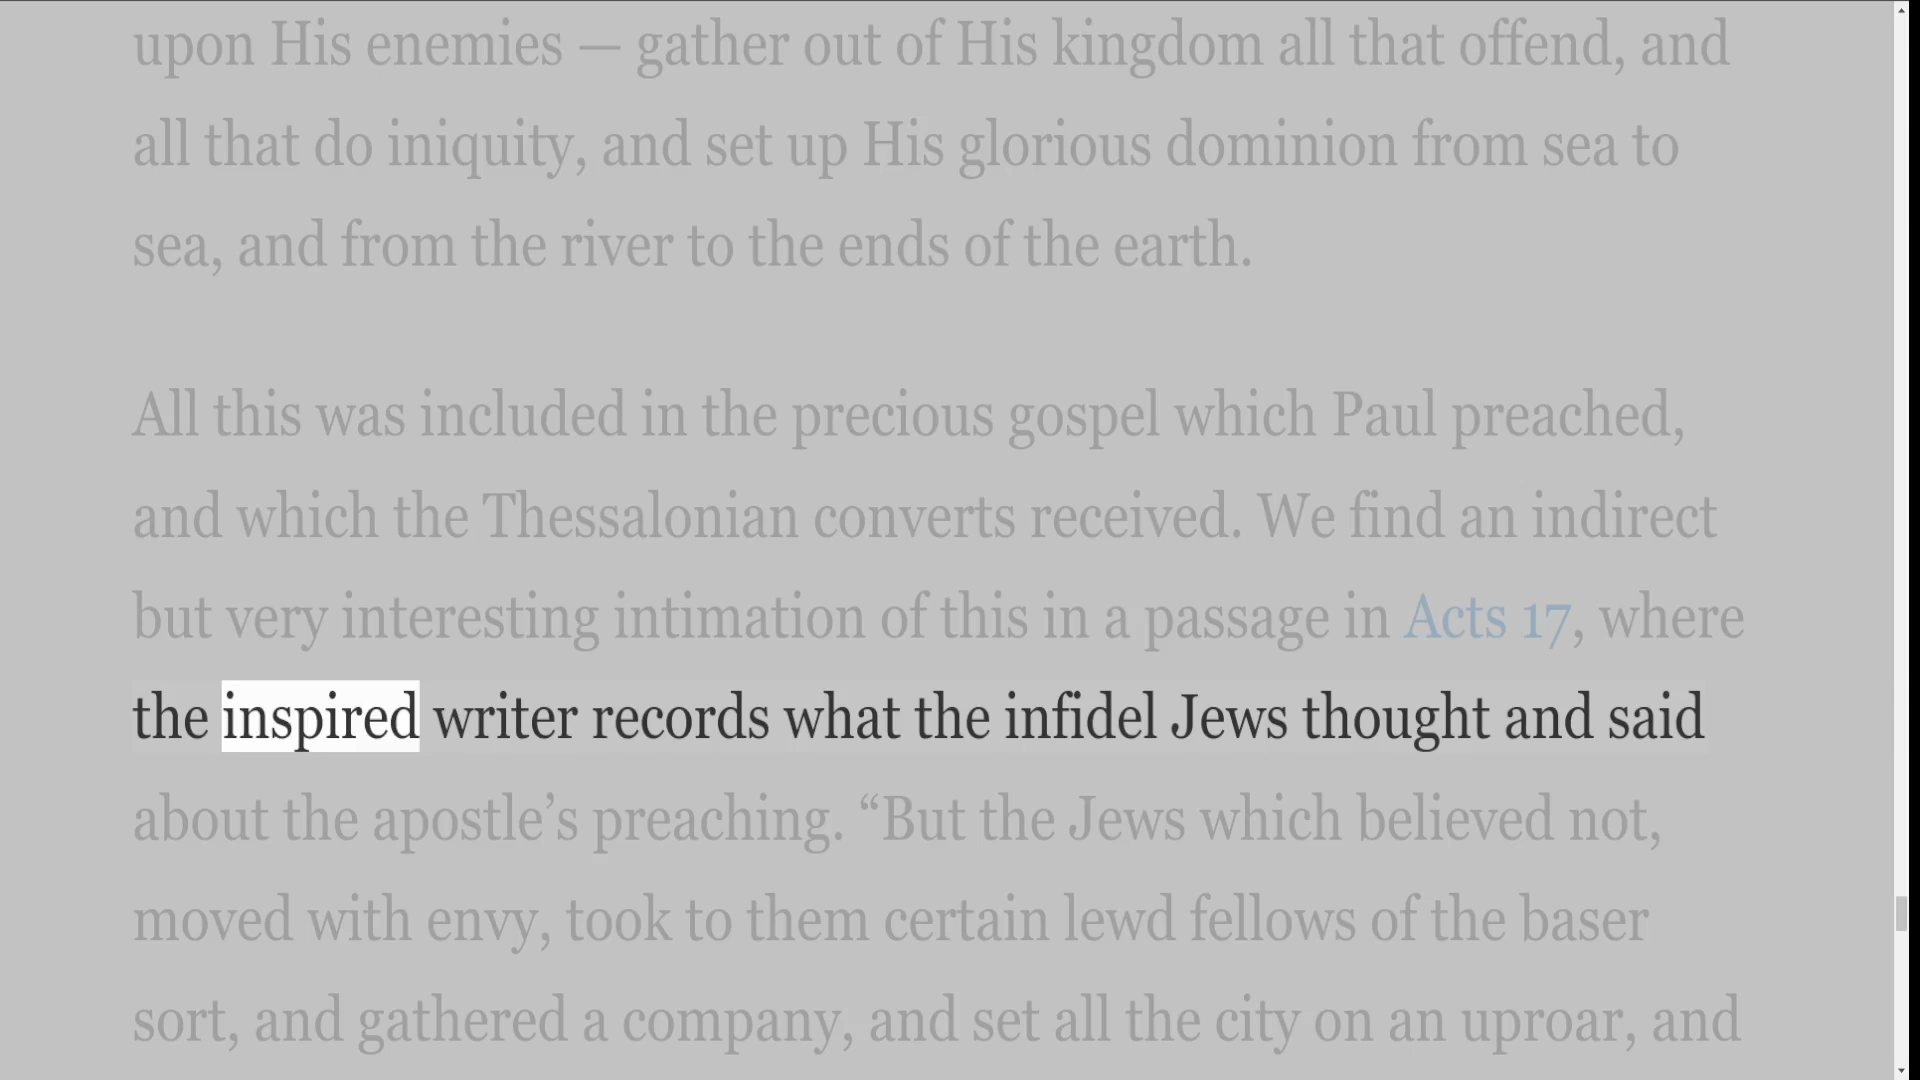 upon His enemies — gather out of His kingdom all that offend, and
all that do iniquity, and set up His glorious dominion from sea to
sea, and from the river to the ends of the earth.
All this was included in the precious gospel which Paul preached,
and which the Thessalonian converts received. We find an indirect
but very interesting intimation of this in a passage in Acts 17, where
the inspired writer records what the infidel Jews thought and said
about the apostle’s preaching. “But the Jews which believed not,
moved with envy, took to them certain lewd fellows of the baser
sort, and gathered a company, and set all the city on an uproar, and